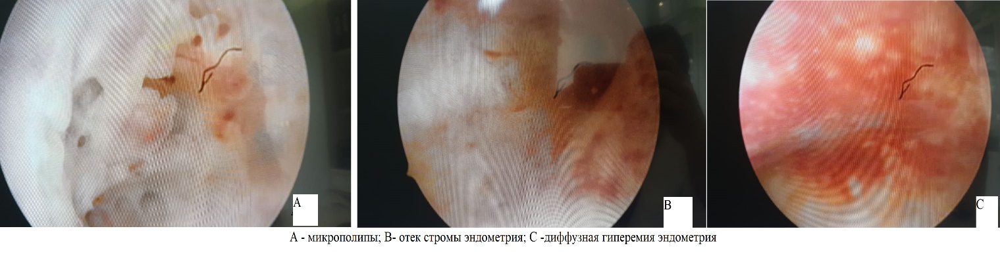 A
B
C
A - микрополипы; B- отек стромы эндометрия; C -диффузная гиперемия эндометрия